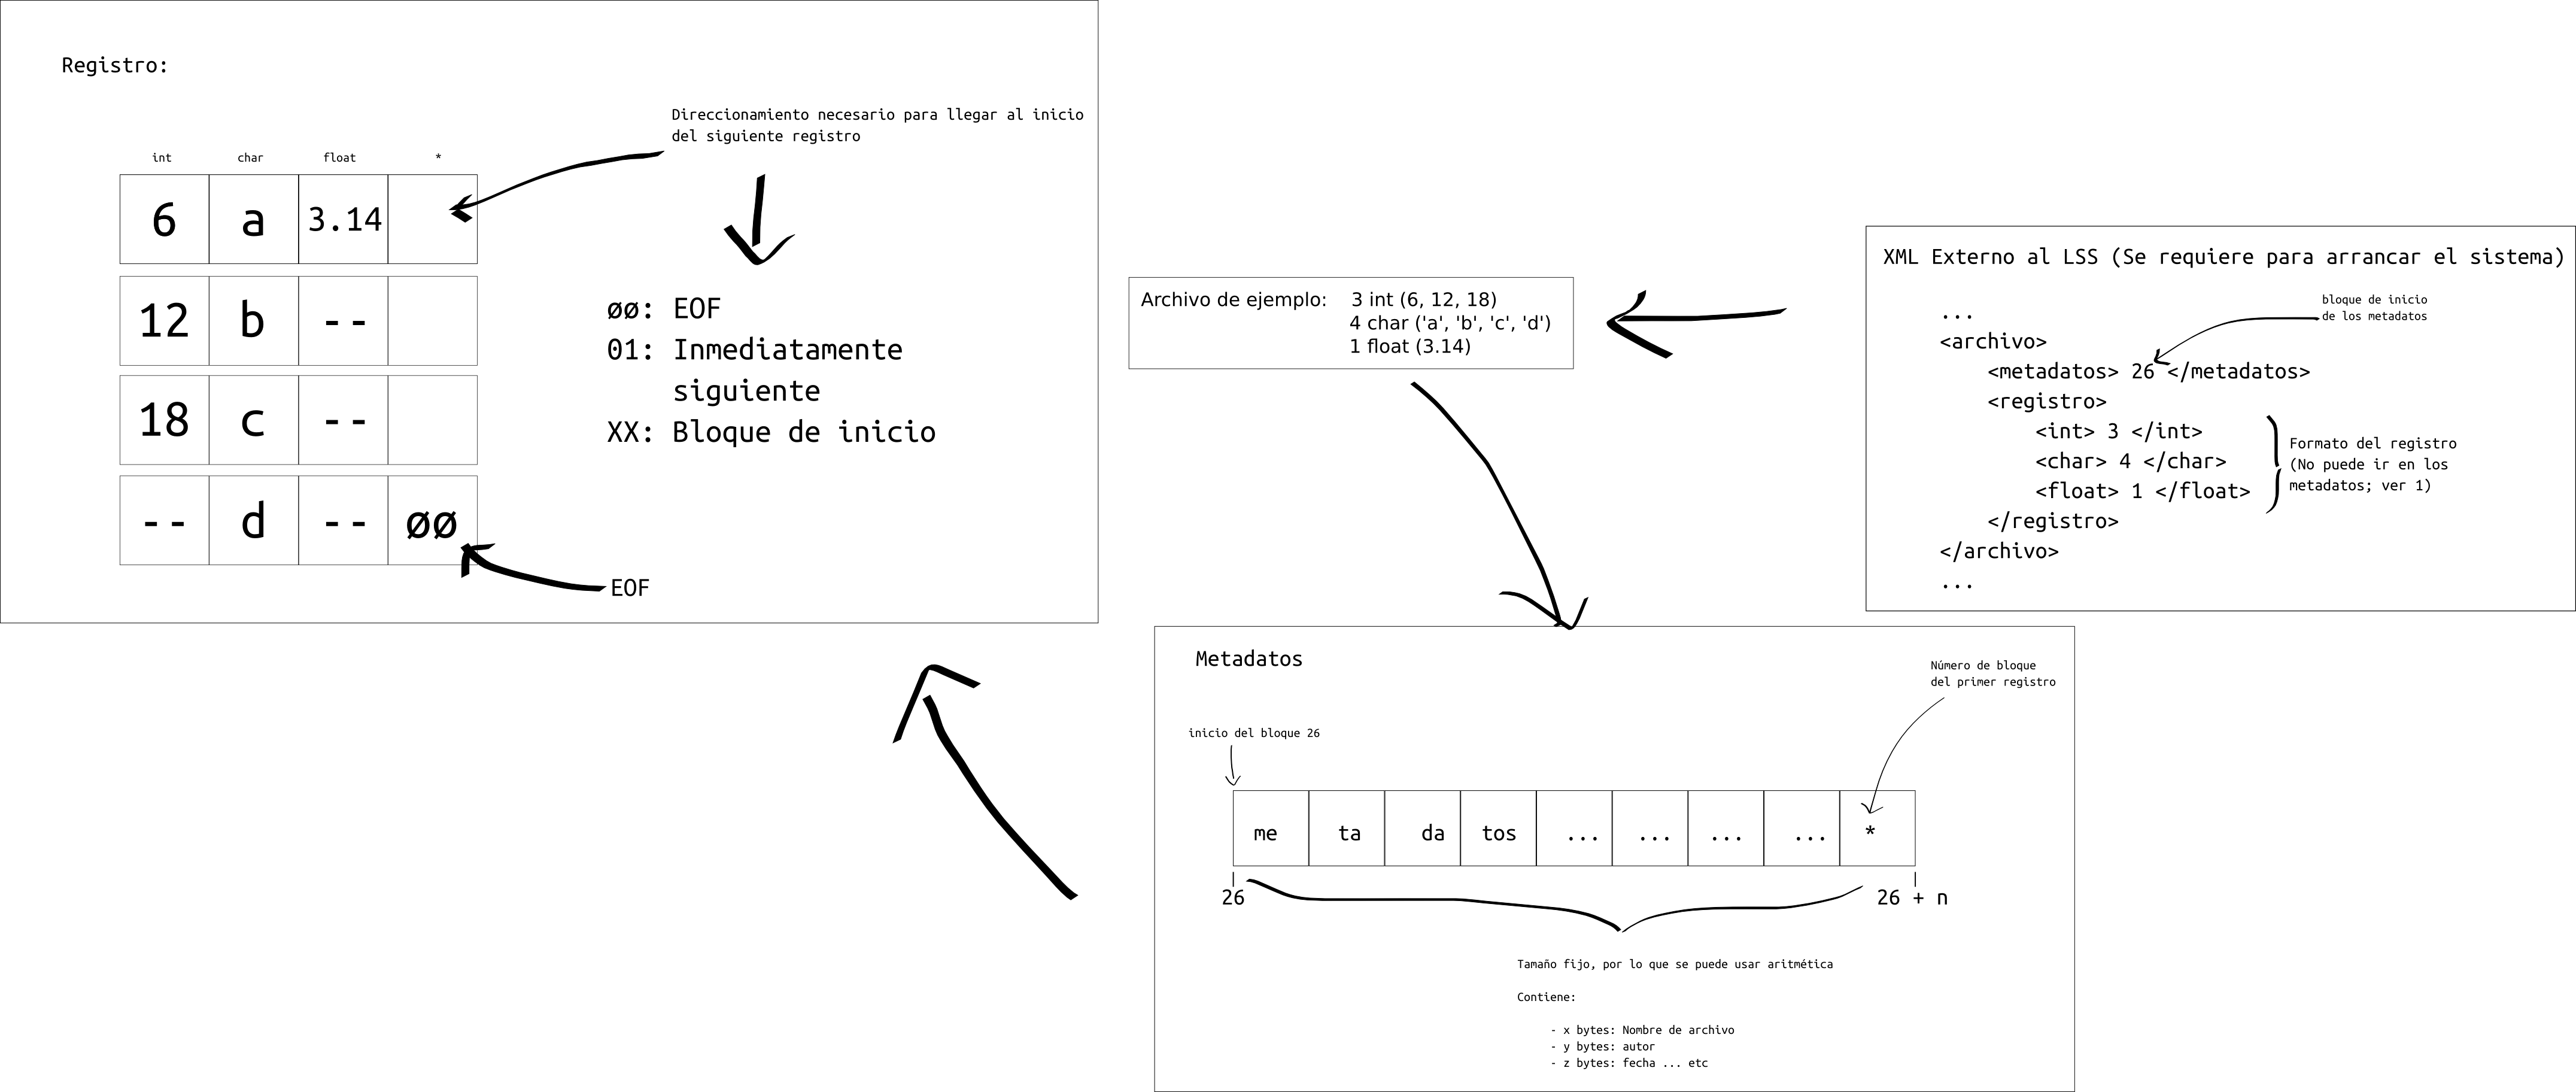 Registro:
Direccionamiento necesario para llegar al inicio
del siguiente registro
int char float *
6 a 3.14
12 b --
18 c --
-- d -- øø
EOF
øø: EOF
01: Inmediatamente
siguiente
XX: Bloque de inicio
Archivo de ejemplo: 3 int (6, 12, 18)
4 char ('a', 'b', 'c', 'd')
1 float (3.14)
XML Externo al LSS (Se requiere para arrancar el sistema)
bloque de inicio
de los metadatos
...
<archivo>
<metadatos> 26 </metadatos>
<registro>
<int> 3 </int>
<char> 4 </char>
<float> 1 </float>
</registro>
</archivo>
...
Formato del registro
(No puede ir en los
metadatos; ver 1)
Metadatos
Número de bloque
del primer registro
inicio del bloque 26
me ta da tos ... ... ... ... *
26 26 + n
Tamaño fijo, por lo que se puede usar aritmética
Contiene:
- x bytes: Nombre de archivo
- y bytes: autor
- z bytes: fecha ... etc